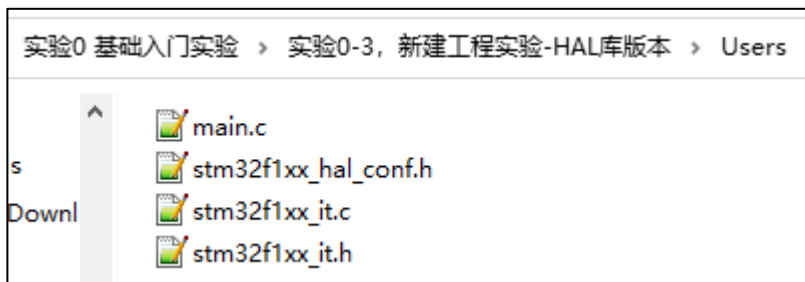 实验0 基础入门实验 › 实验0-3，新建工程实验-HAL库版本 › Users
main.c
stm32f1xx_hal_conf.h
s
stm32f1xx_it.c
Downl
stm32f1xx_it.h